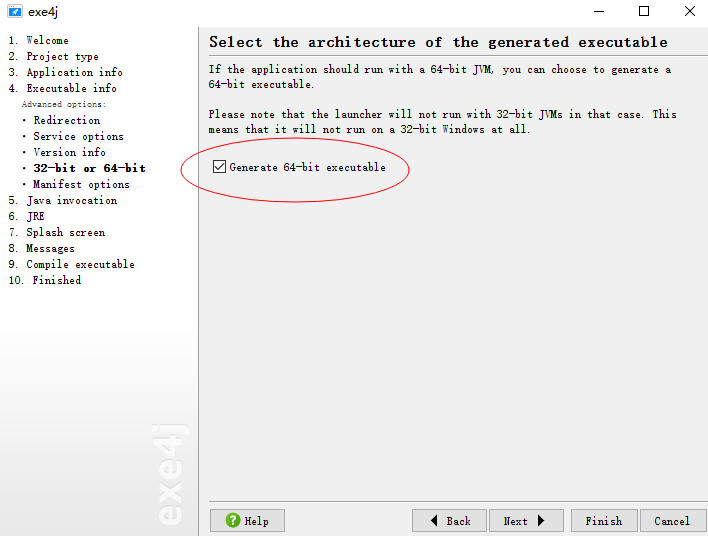 exe4j
1. Welcome
2. Project type
3. Application info
4. Executable info
Advanced options:
• Redirection
• Service options
• Version info
• 32-bit or 64-bit
• Manifest options
5. Java invocation
6. JRE
7. Splash screen
8. Messages
9. Compile executable
10. Finished
exe4j
Select the architecture of the generated executable
If the application should run with a 64-bit JVM, you can choose to generate a
64-bit executable.
Please note that the launcher will not run with 32-bit JVMs in that case. This
means that it will not run on a 32-bit Windows at all.
Generate 64-bit executable
? Help
Back
Next
Finish
Cancel